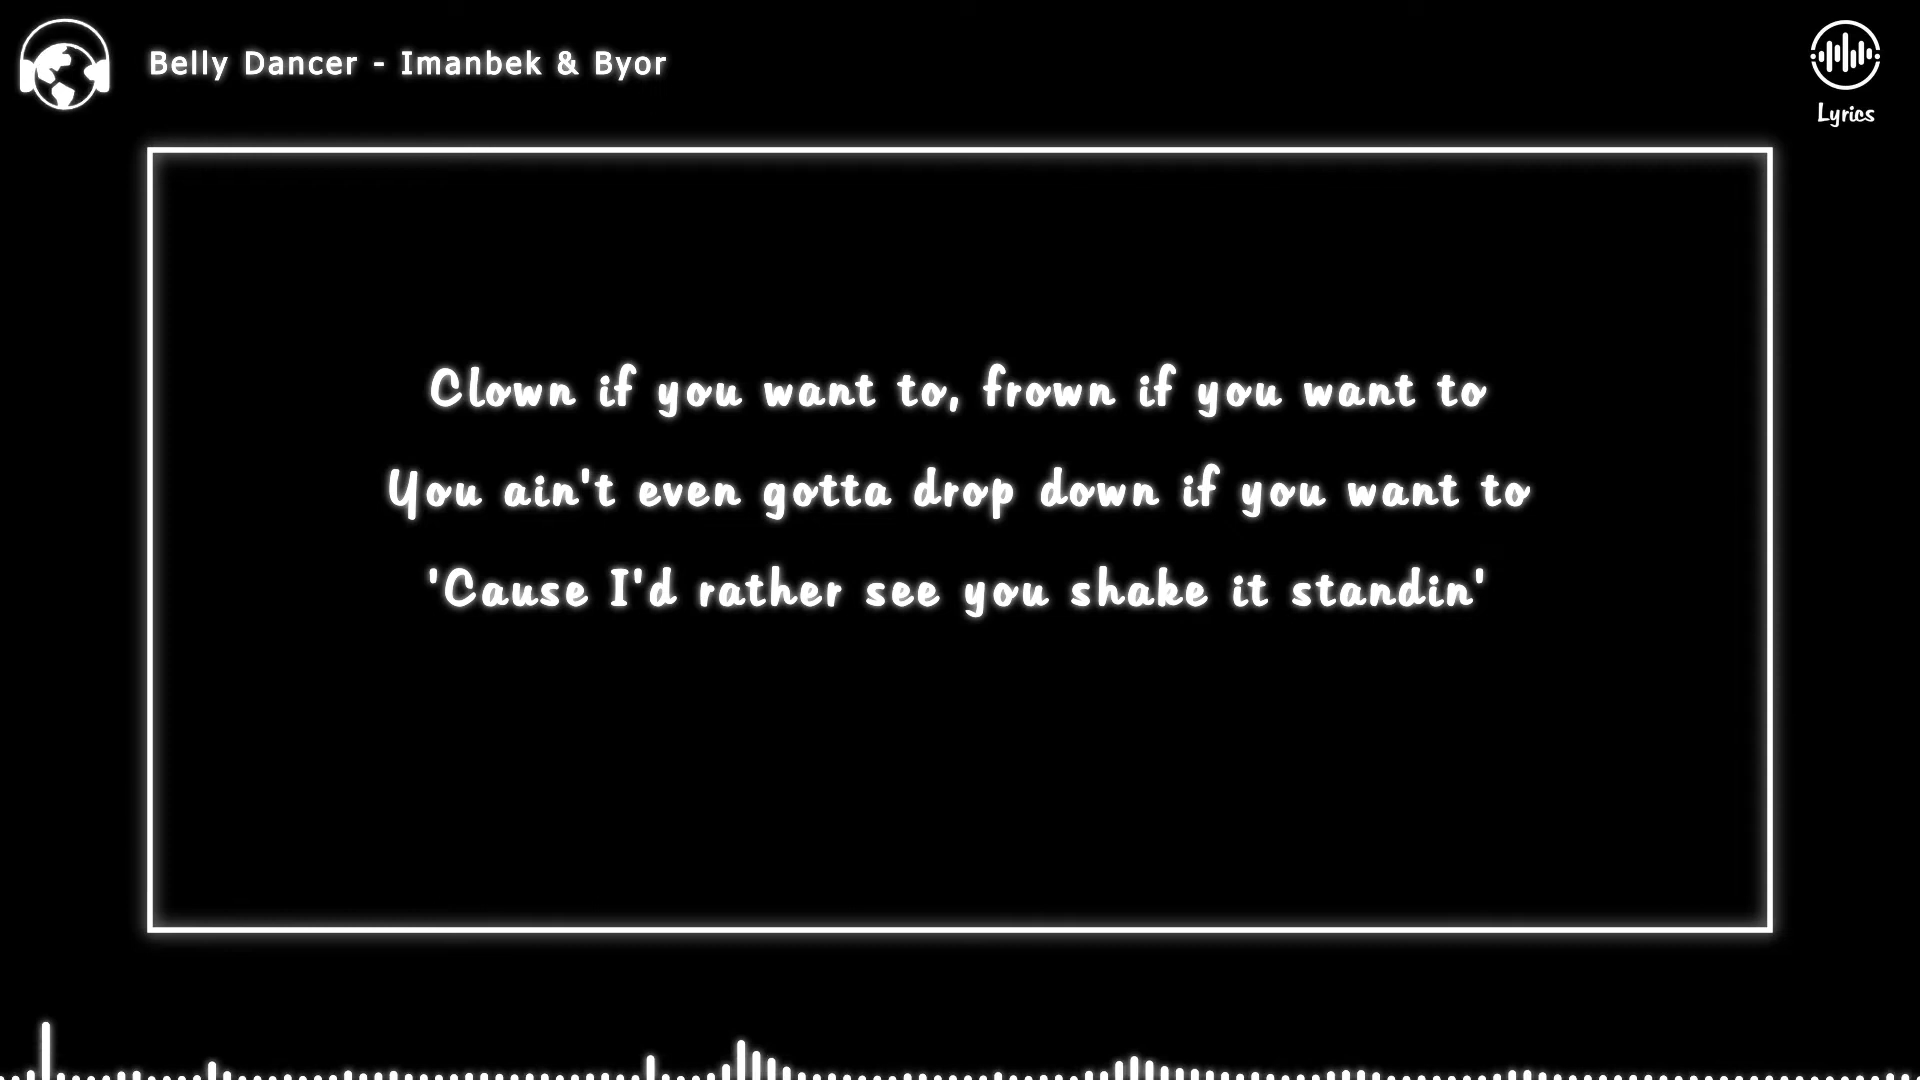 Belly Dancer - Imanbek & Byor
Lyrics
Clown if you want to, frown if you want to
You ain't even gotta drop down if you want to
'Cause I'd rather see you shake it standin'